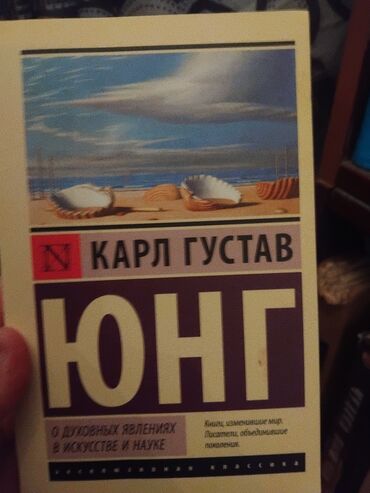 КАРЛ ГУСТАВ
ЮНГ
О ДУХОВНЫХ ЯВЛЕНИЯХ
В ИСКУССТВЕ И НАУКЕ
Книги, изменившие мир.
Писатели, объединившие
поколения.
эксклюзивная классика